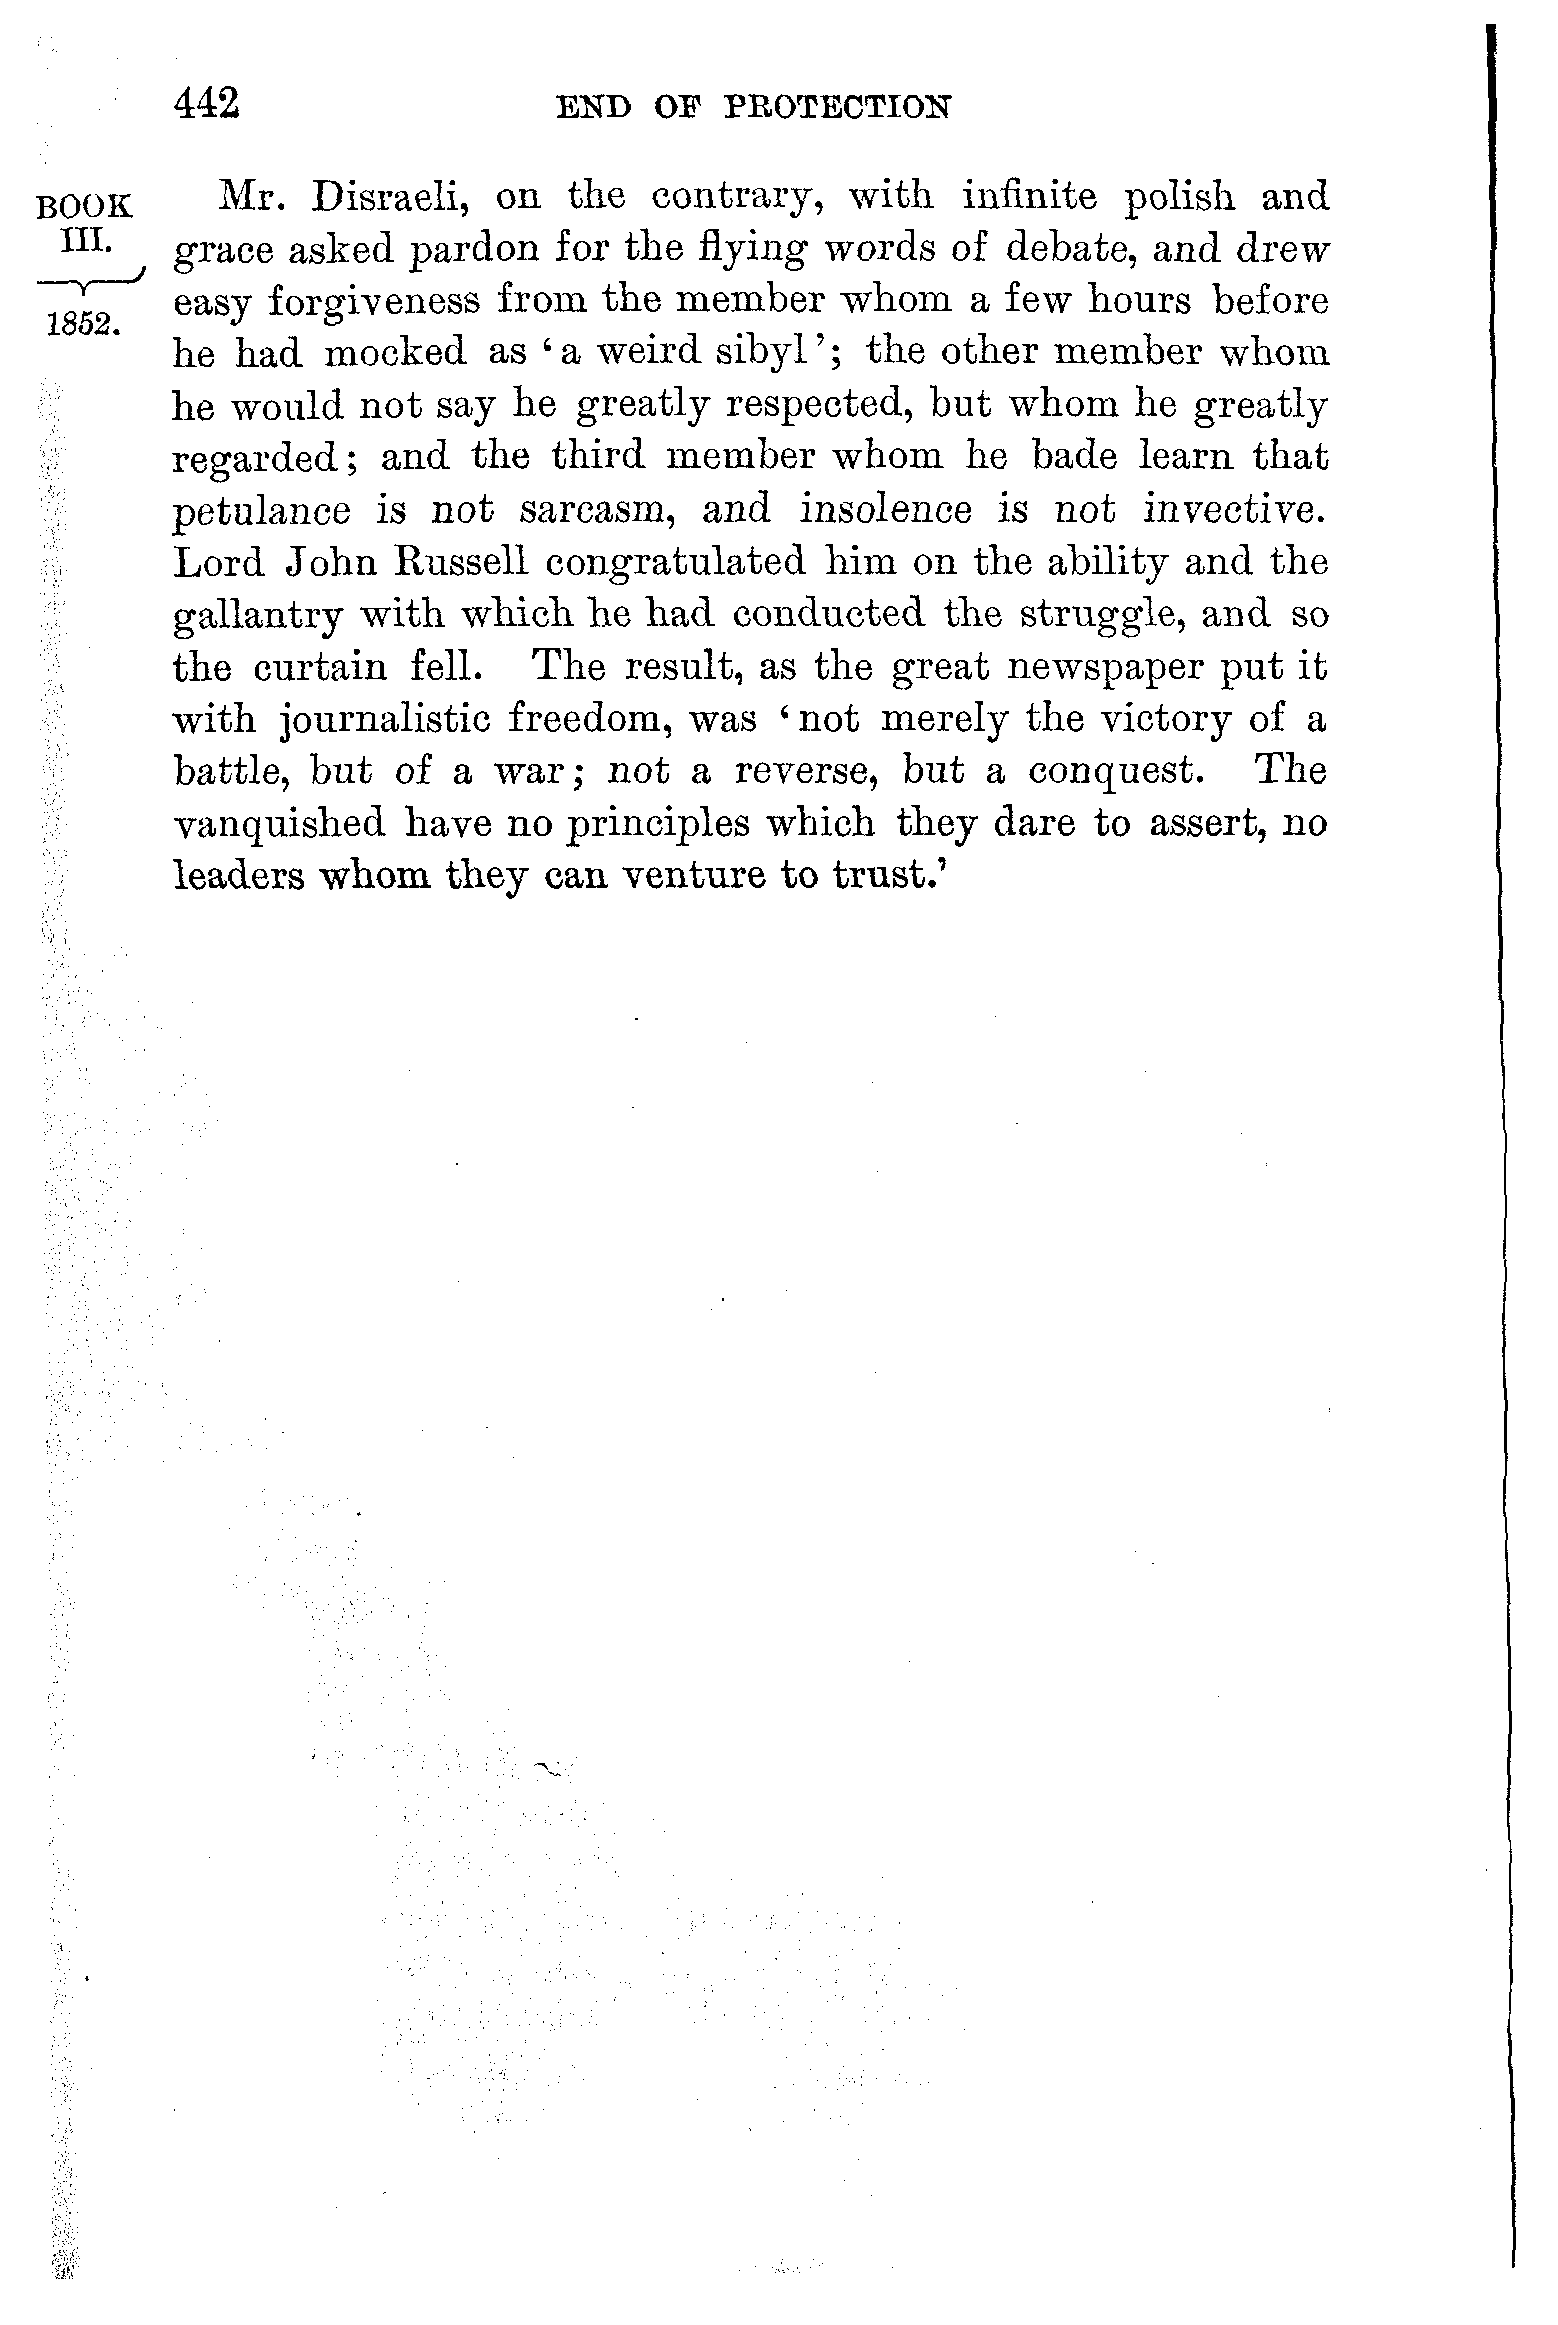 442 END OF PROTECTION
BOOK
III.
1852.
Mr. Disraeli, on the contrary, with infinite polish and
grace asked pardon for the flying words of debate, and drew
easy forgiveness from the member whom a few hours before
he had mocked as ‘a weird sibyl’; the other member whom
he would not say he greatly respected, but whom he greatly
regarded; and the third member whom he bade learn that
petulance is not sarcasm, and insolence is not invective.
Lord John Russell congratulated him on the ability and the
gallantry with which he had conducted the struggle, and so
the curtain fell. The result, as the great newspaper put it
with journalistic freedom, was ‘not merely the victory of a
battle, but of a war; not a reverse, but a conquest. The
vanquished have no principles which they dare to assert, no
leaders whom they can venture to trust.’